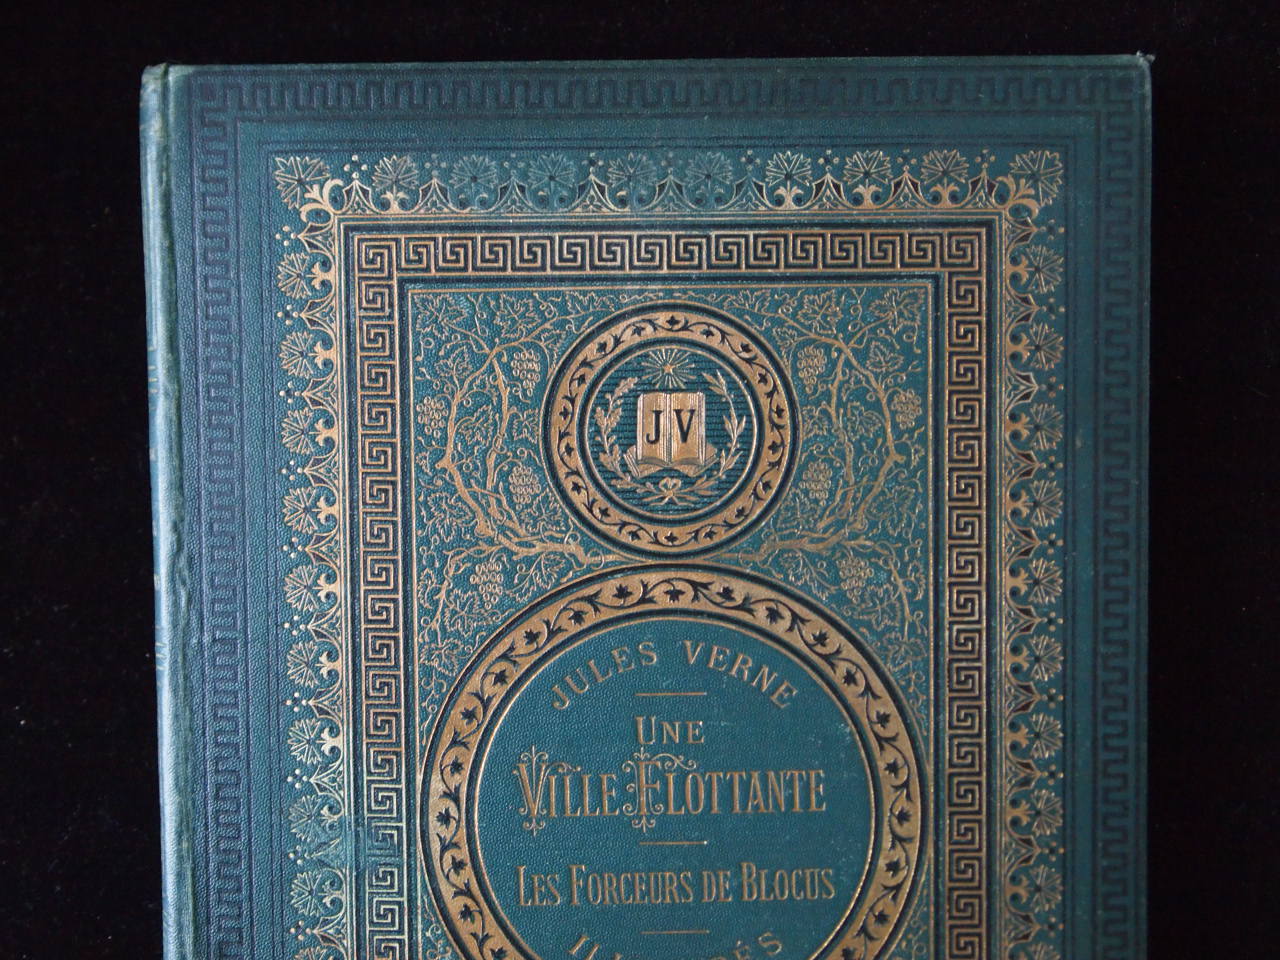 JV
JULES VERNE
UNE
VILLE FLOTTANTE
LES FORCEURS DE BLOCUS